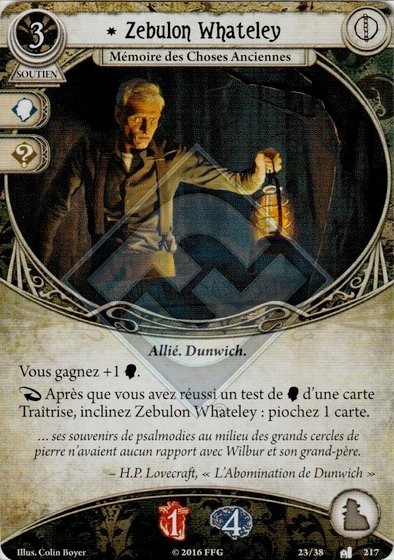 3
SOUTIEN
* Zebulon Whateley
Mémoire des Choses Anciennes
?
Allié. Dunwich.
Vous gagnez +1 .
Après que vous avez réussi un test de d’une carte
Traîtrise, inclinez Zebulon Whateley : piochez 1 carte.
… ses souvenirs de psalmodies au milieu des grands cercles de
pierre n’avaient aucun rapport avec Wilbur et son grand-père.
– H.P. Lovecraft, « L’Abomination de Dunwich »
1
4
Illus. Colin Boyer
© 2016 FFG
23/38
217